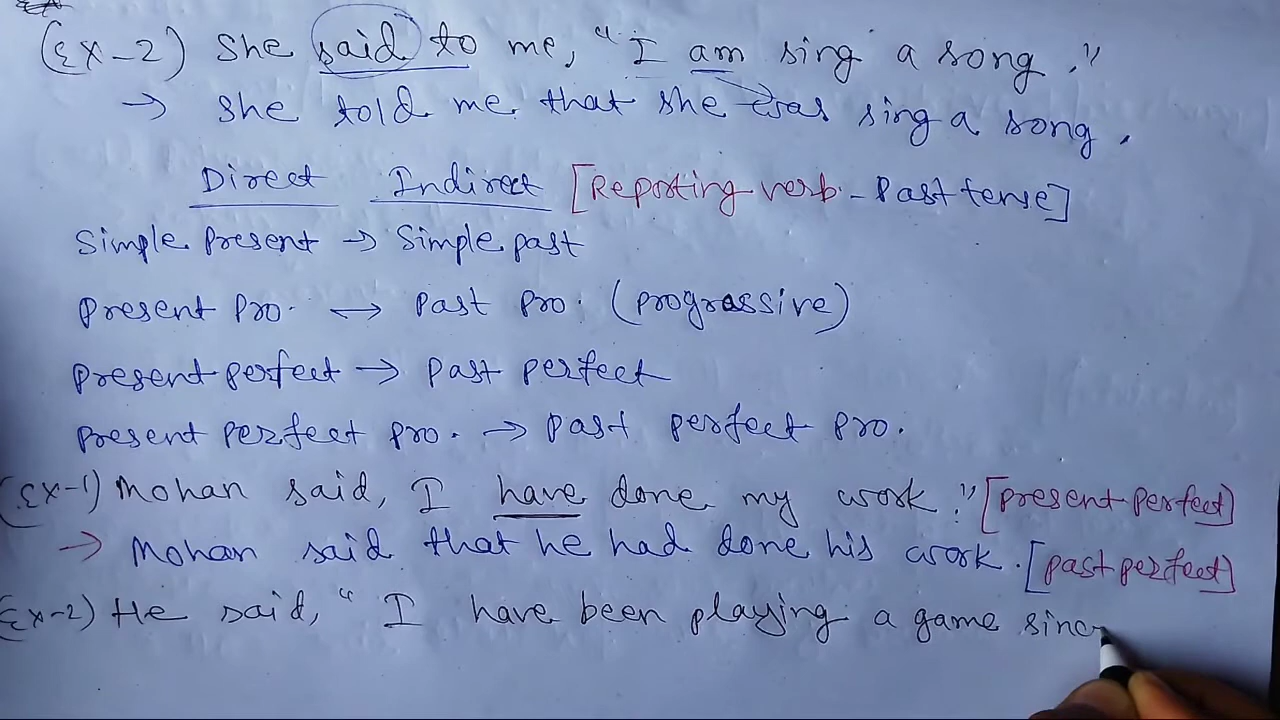 (Ex-2) She said to me, "I am sing a song."
→ She told me that she was sing a song.
Direct Indirect [Reporting verb - Past tense]
Simple Present → Simple past
Present Pro. → Past Pro. (progressive)
Present perfect → Past perfect
Present Perfect Pro. → Past perfect Pro.
(Ex-1) Mohan said, I have done my work." [present perfect]
→ Mohan said that he had done his work. [past perfect]
Ex-2) He said, "I have been playing a game sinc